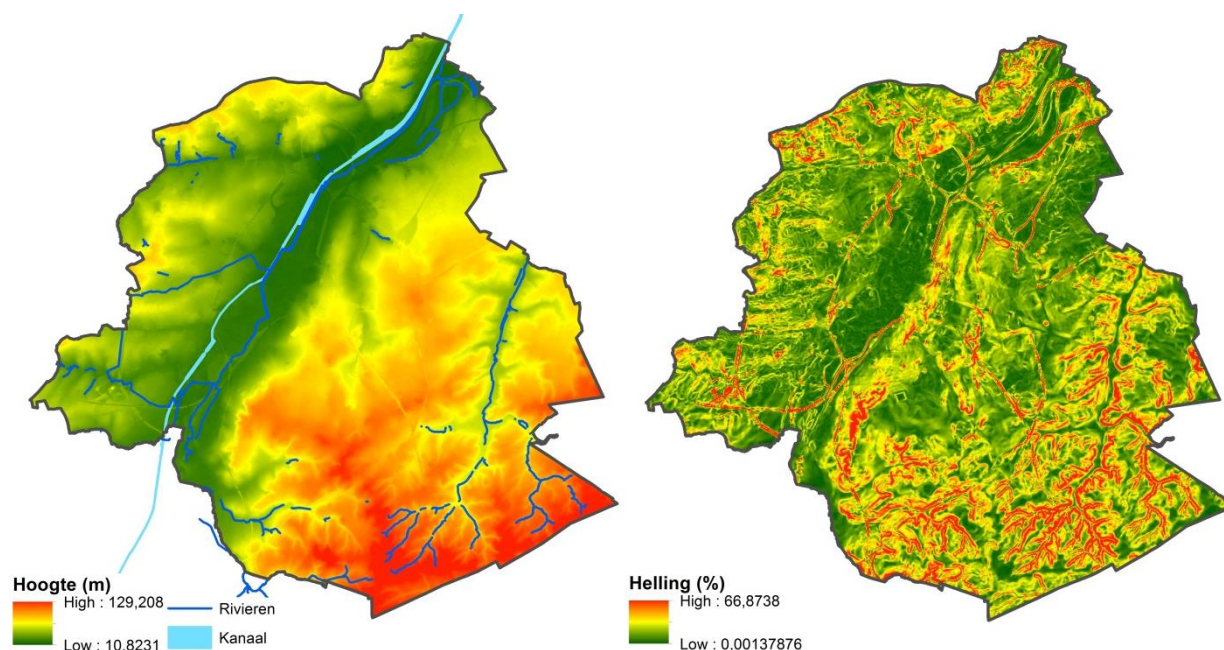 Hoogte (m)
High : 129,208
Low : 10,8231
Rivieren
Kanaal
Helling (%)
High : 66,8738
Low : 0,00137876